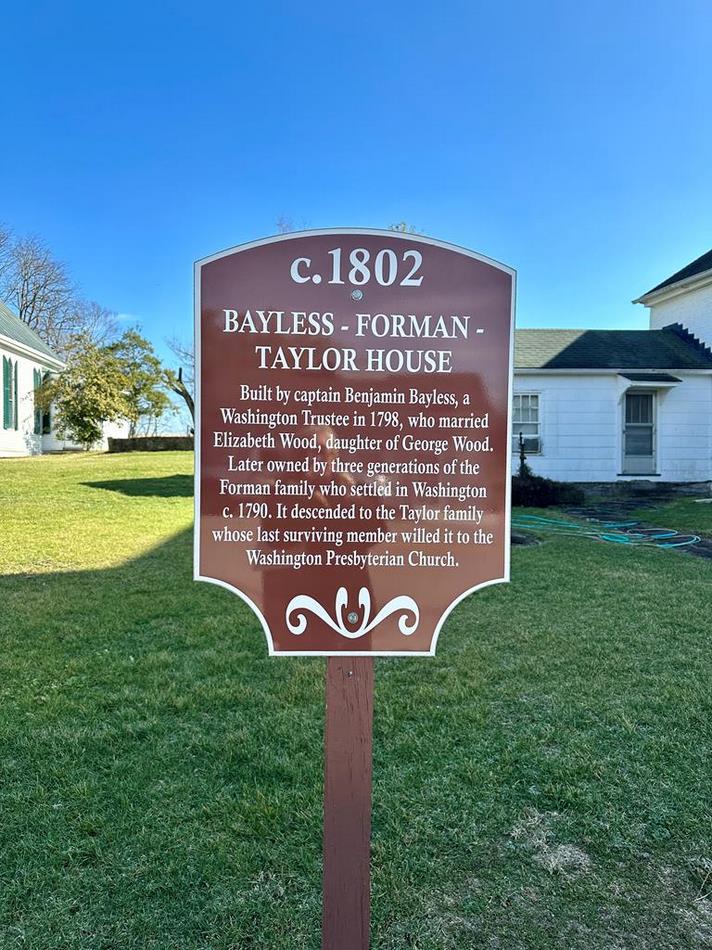 c.1802
BAYLESS - FORMAN -
TAYLOR HOUSE
Built by captain Benjamin Bayless, a
Washington Trustee in 1798, who married
Elizabeth Wood, daughter of George Wood.
Later owned by three generations of the
Forman family who settled in Washington
c. 1790. It descended to the Taylor family
whose last surviving member willed it to the
Washington Presbyterian Church.